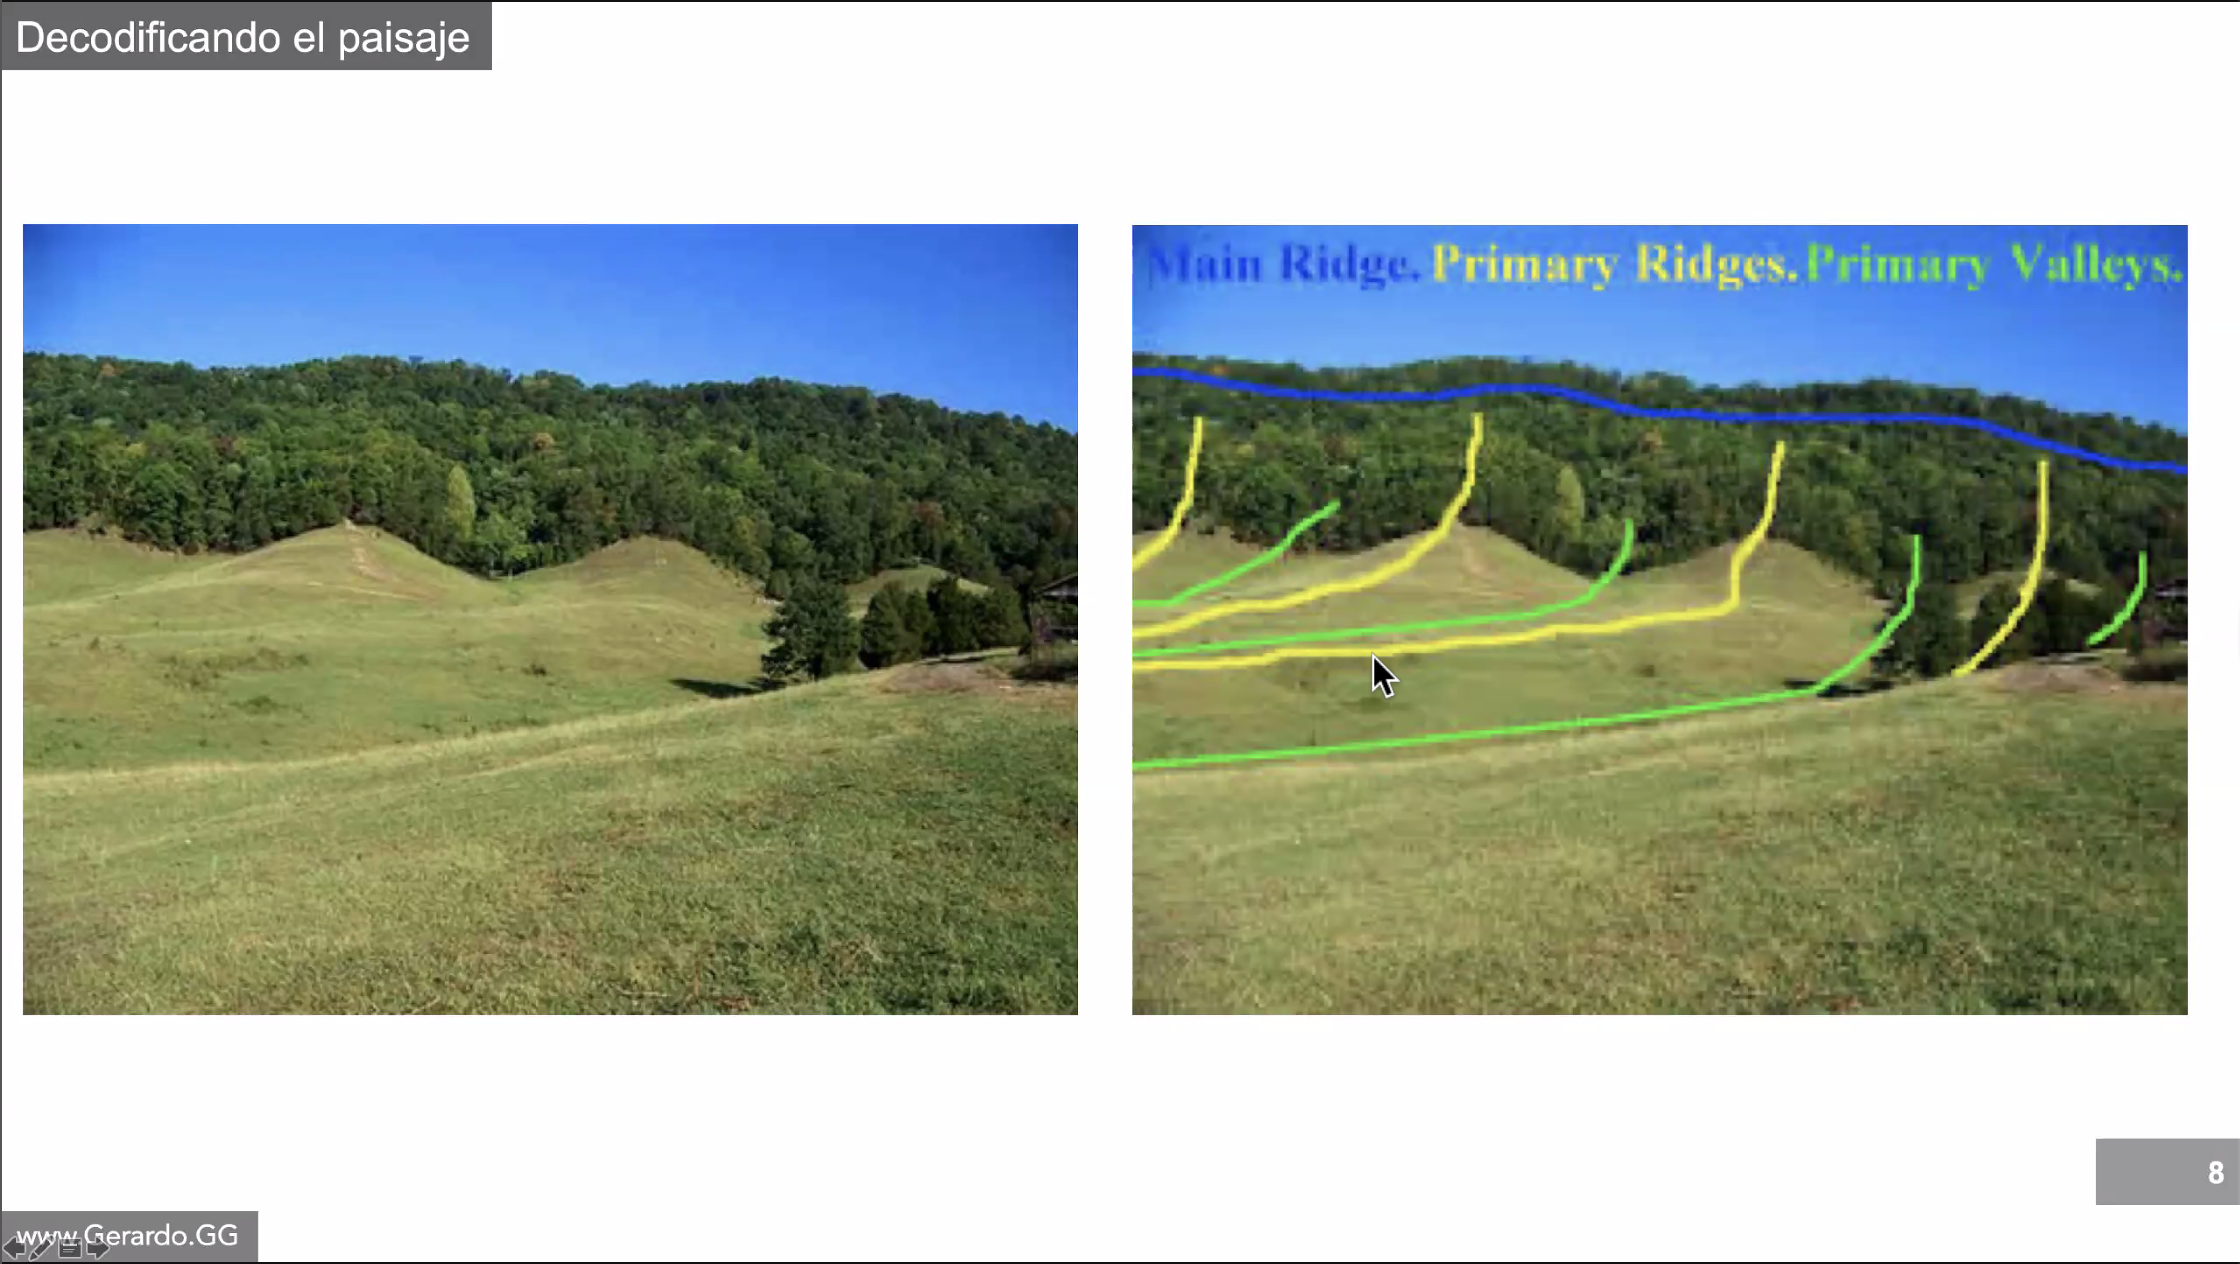 Decodificando el paisaje
Main Ridge. Primary Ridges. Primary Valleys.
8
www.Gerardo.GG